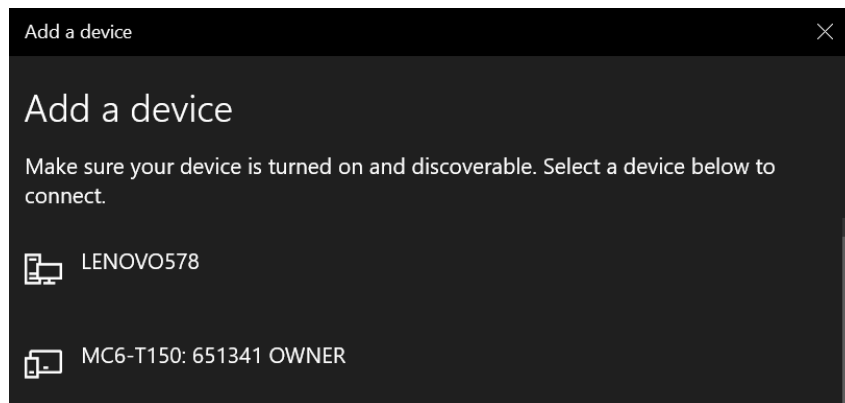 Add a device
Add a device
Make sure your device is turned on and discoverable. Select a device below to
connect.
LENOVO578
MC6-T150: 651341 OWNER